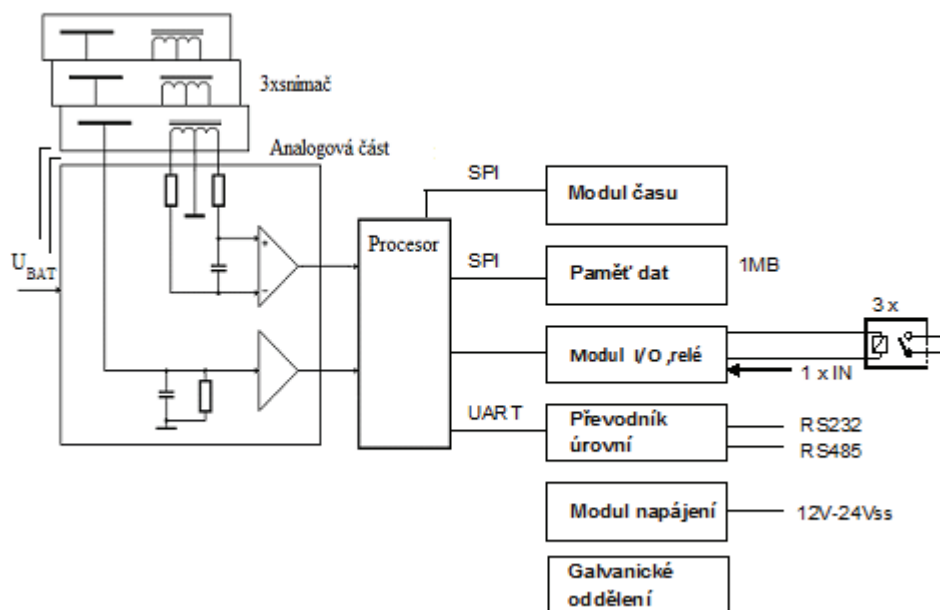 3xsnímač
Analogová část
U BAT
+
−
Procesor
SPI
Modul času
SPI
Paměť dat
1MB
3 x
Modul I/O ,relé
1 x IN
UART
Převodník
úrovní
RS232
RS485
Modul napájení
12V-24Vss
Galvanické
oddělení